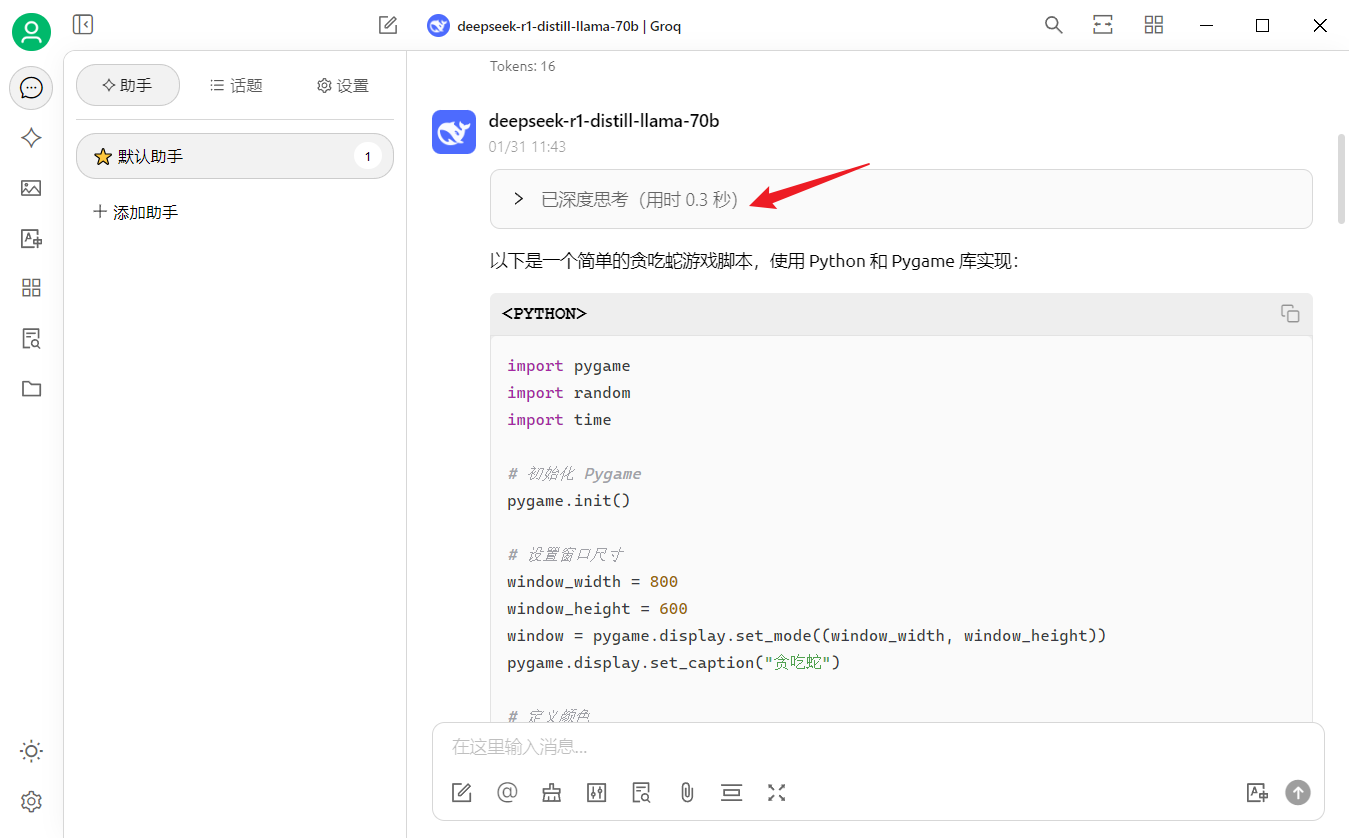 deepseek-r1-distill-llama-70b | Groq
助手
话题
设置
默认助手
1
添加助手
Tokens: 16
deepseek-r1-distill-llama-70b
01/31 11:43
已深度思考（用时 0.3 秒）
以下是一个简单的贪吃蛇游戏脚本，使用 Python 和 Pygame 库实现：
<PYTHON>
import pygame
import random
import time
# 初始化 Pygame
pygame.init()
# 设置窗口尺寸
window_width = 800
window_height = 600
window = pygame.display.set_mode((window_width, window_height))
pygame.display.set_caption("贪吃蛇")
# 定义颜色
在这里输入消息...